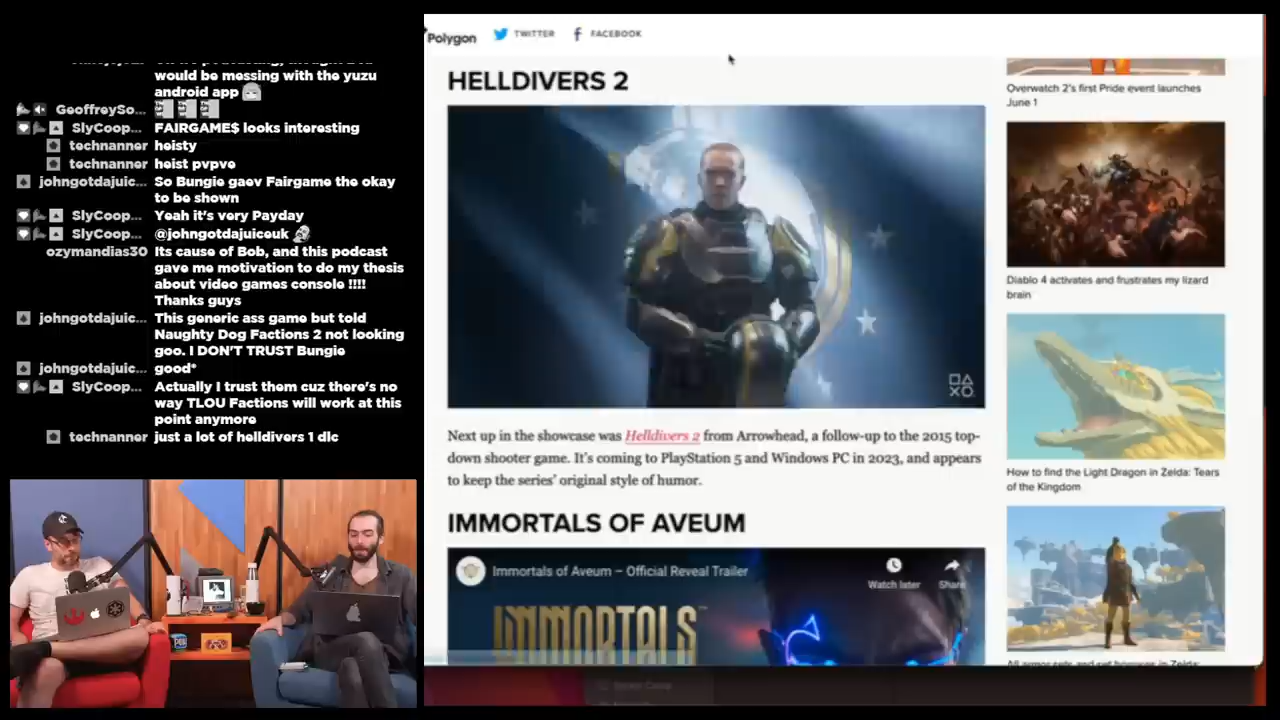 would be messing with the yuzu
android app
GeoffreySo...
SlyCoop... FAIRGAME$ looks interesting
technanner heisty
technanner heist pvpve
johngotdajuic... So Bungie gaev Fairgame the okay
to be shown
SlyCoop... Yeah it's very Payday
SlyCoop... @johngotdajuiceuk
ozymandias30 Its cause of Bob, and this podcast
gave me motivation to do my thesis
about video games console !!!!
Thanks guys
johngotdajuic... This generic ass game but told
Naughty Dog Factions 2 not looking
goo. I DON'T TRUST Bungie
johngotdajuic... good*
SlyCoop... Actually I trust them cuz there's no
way TLOU Factions will work at this
point anymore
technanner just a lot of helldivers 1 dlc
Polygon TWITTER FACEBOOK
HELLDIVERS 2
Next up in the showcase was Helldivers 2 from Arrowhead, a follow-up to the 2015 top-
down shooter game. It's coming to PlayStation 5 and Windows PC in 2023, and appears
to keep the series' original style of humor.
IMMORTALS OF AVEUM
Immortals of Aveum – Official Reveal Trailer
Watch later
Share
IMMORTALS
Overwatch 2's first Pride event launches
June 1
Diablo 4 activates and frustrates my lizard
brain
How to find the Light Dragon in Zelda: Tears
of the Kingdom